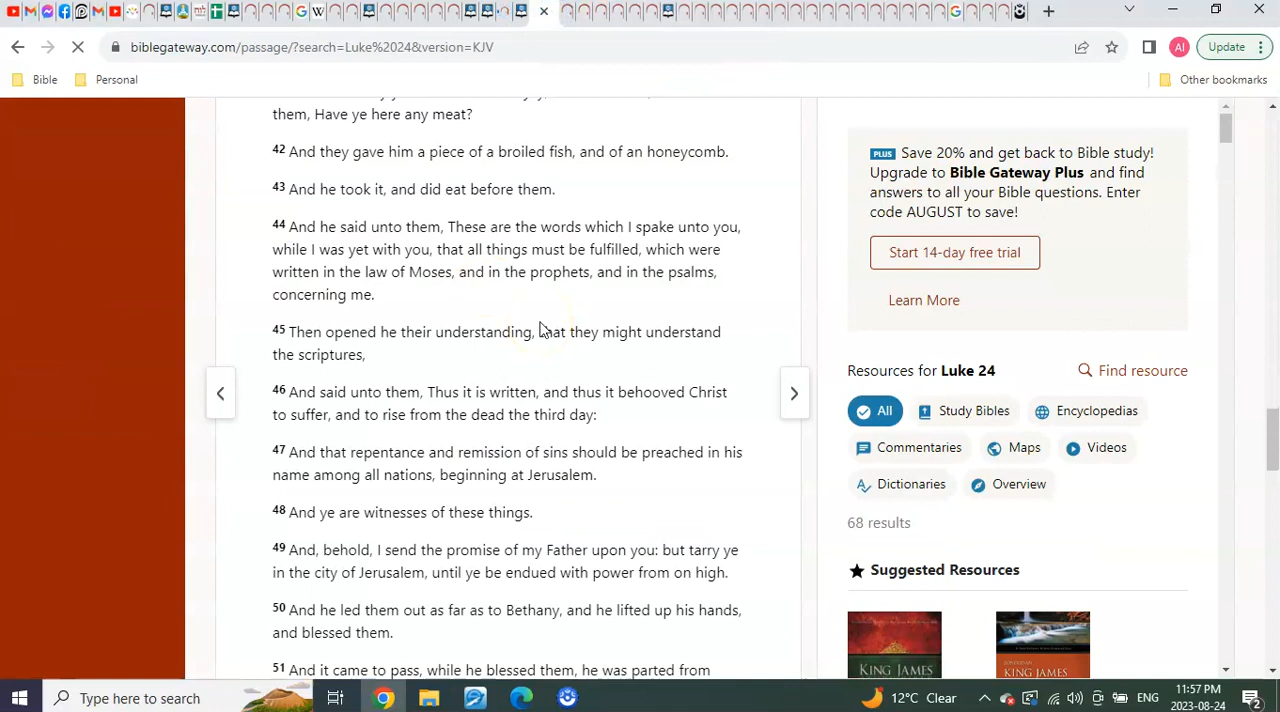 biblegateway.com/passage/?search=Luke%2024&version=KJV
AI
Update
Bible
Personal
Other bookmarks
them, Have ye here any meat?
42 And they gave him a piece of a broiled fish, and of an honeycomb.
43 And he took it, and did eat before them.
44 And he said unto them, These are the words which I spake unto you,
while I was yet with you, that all things must be fulfilled, which were
written in the law of Moses, and in the prophets, and in the psalms,
concerning me.
45 Then opened he their understanding, that they might understand
the scriptures,
46 And said unto them, Thus it is written, and thus it behooved Christ
to suffer, and to rise from the dead the third day:
47 And that repentance and remission of sins should be preached in his
name among all nations, beginning at Jerusalem.
48 And ye are witnesses of these things.
49 And, behold, I send the promise of my Father upon you: but tarry ye
in the city of Jerusalem, until ye be endued with power from on high.
50 And he led them out as far as to Bethany, and he lifted up his hands,
and blessed them.
51 And it came to pass, while he blessed them, he was parted from
PLUS Save 20% and get back to Bible study!
Upgrade to Bible Gateway Plus and find
answers to all your Bible questions. Enter
code AUGUST to save!
Start 14-day free trial
Learn More
Resources for Luke 24
Find resource
All
Study Bibles
Encyclopedias
Commentaries
Maps
Videos
Dictionaries
Overview
68 results
Suggested Resources
KING JAMES
KING JAMES
Type here to search
12°C Clear
ENG
11:57 PM
2023-08-24
2